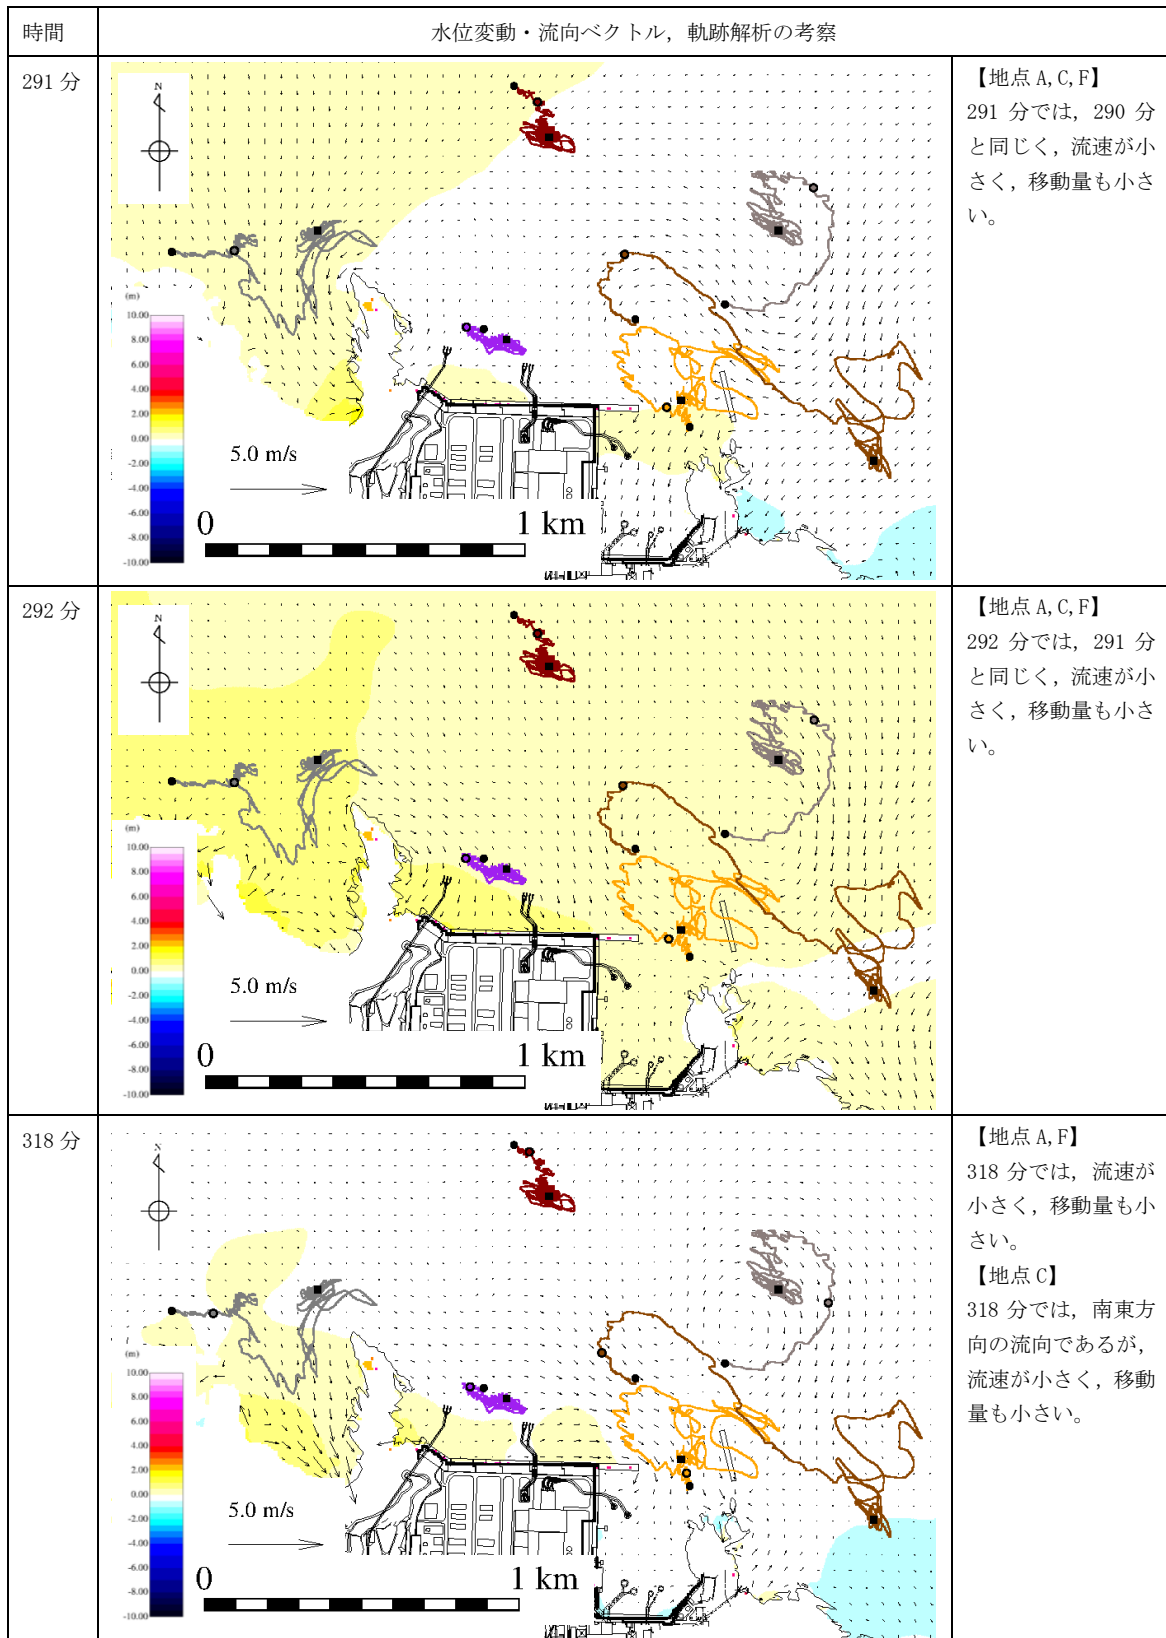 時間
水位変動・流向ベクトル，軌跡解析の考察
291 分
N
(m)
10.00
8.00
6.00
4.00
2.00
0.00
-2.00
-4.00
-6.00
-8.00
-10.00
5.0 m/s
0
1 km
【地点 A,C,F】
291 分では，290 分
と同じく，流速が小
さく，移動量も小さ
い。
292 分
N
(m)
10.00
8.00
6.00
4.00
2.00
0.00
-2.00
-4.00
-6.00
-8.00
-10.00
5.0 m/s
0
1 km
【地点 A,C,F】
292 分では，291 分
と同じく，流速が小
さく，移動量も小さ
い。
318 分
N
(m)
10.00
8.00
6.00
4.00
2.00
0.00
-2.00
-4.00
-6.00
-8.00
-10.00
5.0 m/s
0
1 km
【地点 A,F】
318 分では，流速が
小さく，移動量も小
さい。
【地点 C】
318 分では，南東方
向の流向であるが，
流速が小さく，移動
量も小さい。